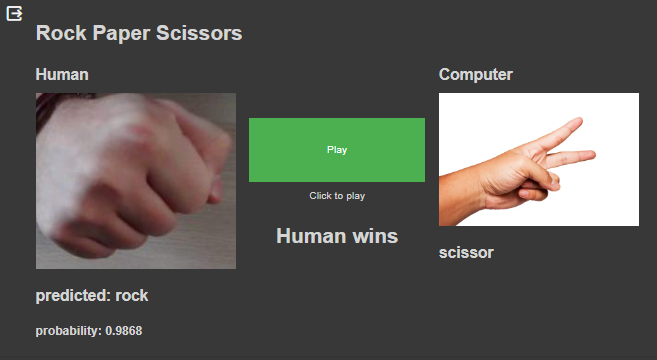 Rock Paper Scissors
Human
Computer
Play
Click to play
Human wins
scissor
predicted: rock
probability: 0.9868